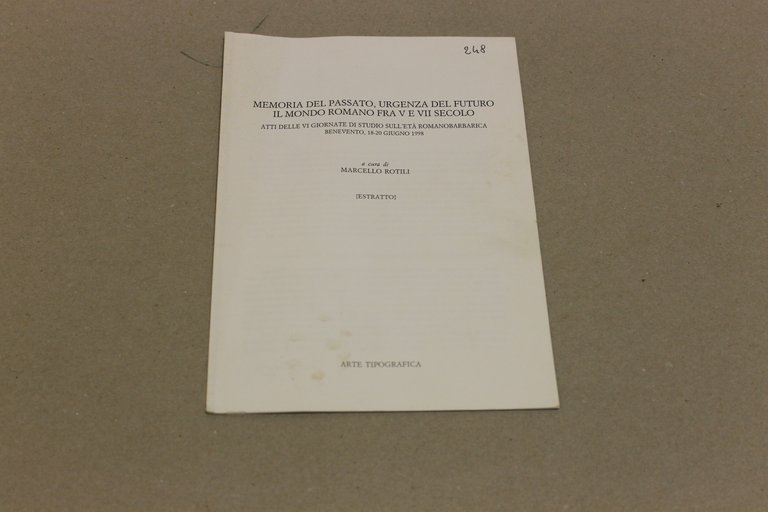 248
MEMORIA DEL PASSATO, URGENZA DEL FUTURO
IL MONDO ROMANO FRA V E VII SECOLO
ATTI DELLE VI GIORNATE DI STUDIO SULL'ETÀ ROMANOBARBARICA
BENEVENTO, 18-20 GIUGNO 1998
a cura di
MARCELLO ROTILI
[ESTRATTO]
ARTE TIPOGRAFICA